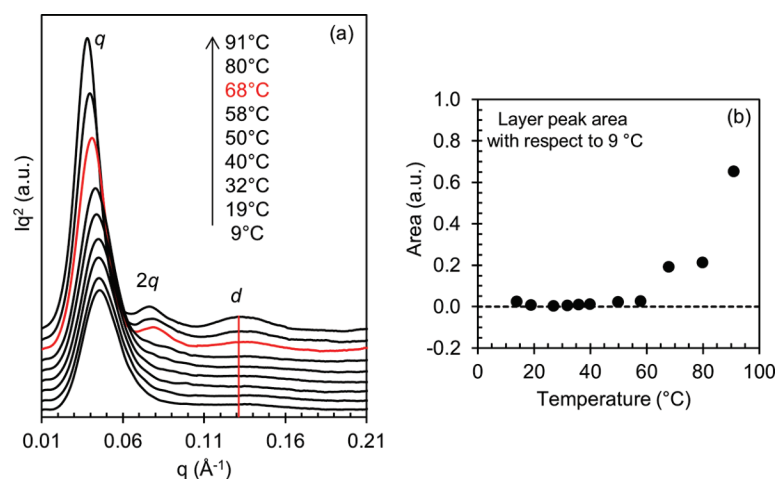 (a)
q
91°C
80°C
68°C
58°C
50°C
40°C
32°C
19°C
9°C
2q
d
Iq² (a.u.)
0.01 0.06 0.11 0.16 0.21
q (Å⁻¹)
(b)
Layer peak area
with respect to 9 °C
Area (a.u.)
1.0
0.8
0.6
0.4
0.2
0.0
-0.2
0 20 40 60 80 100
Temperature (°C)